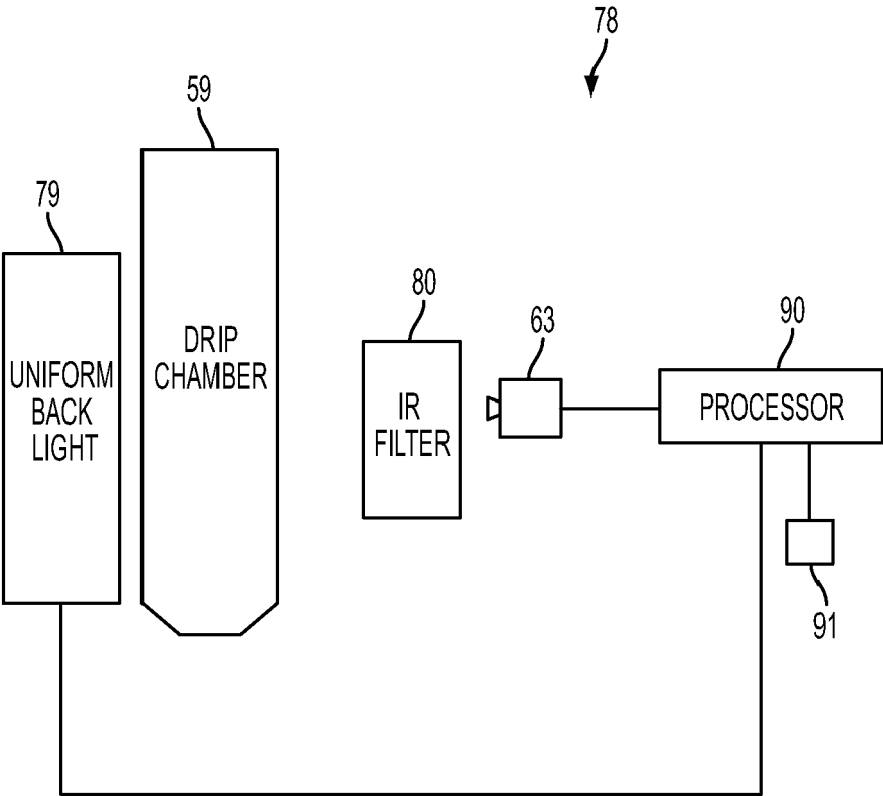 78
59
79
80
63
90
UNIFORM
BACK
LIGHT
DRIP
CHAMBER
IR
FILTER
PROCESSOR
91